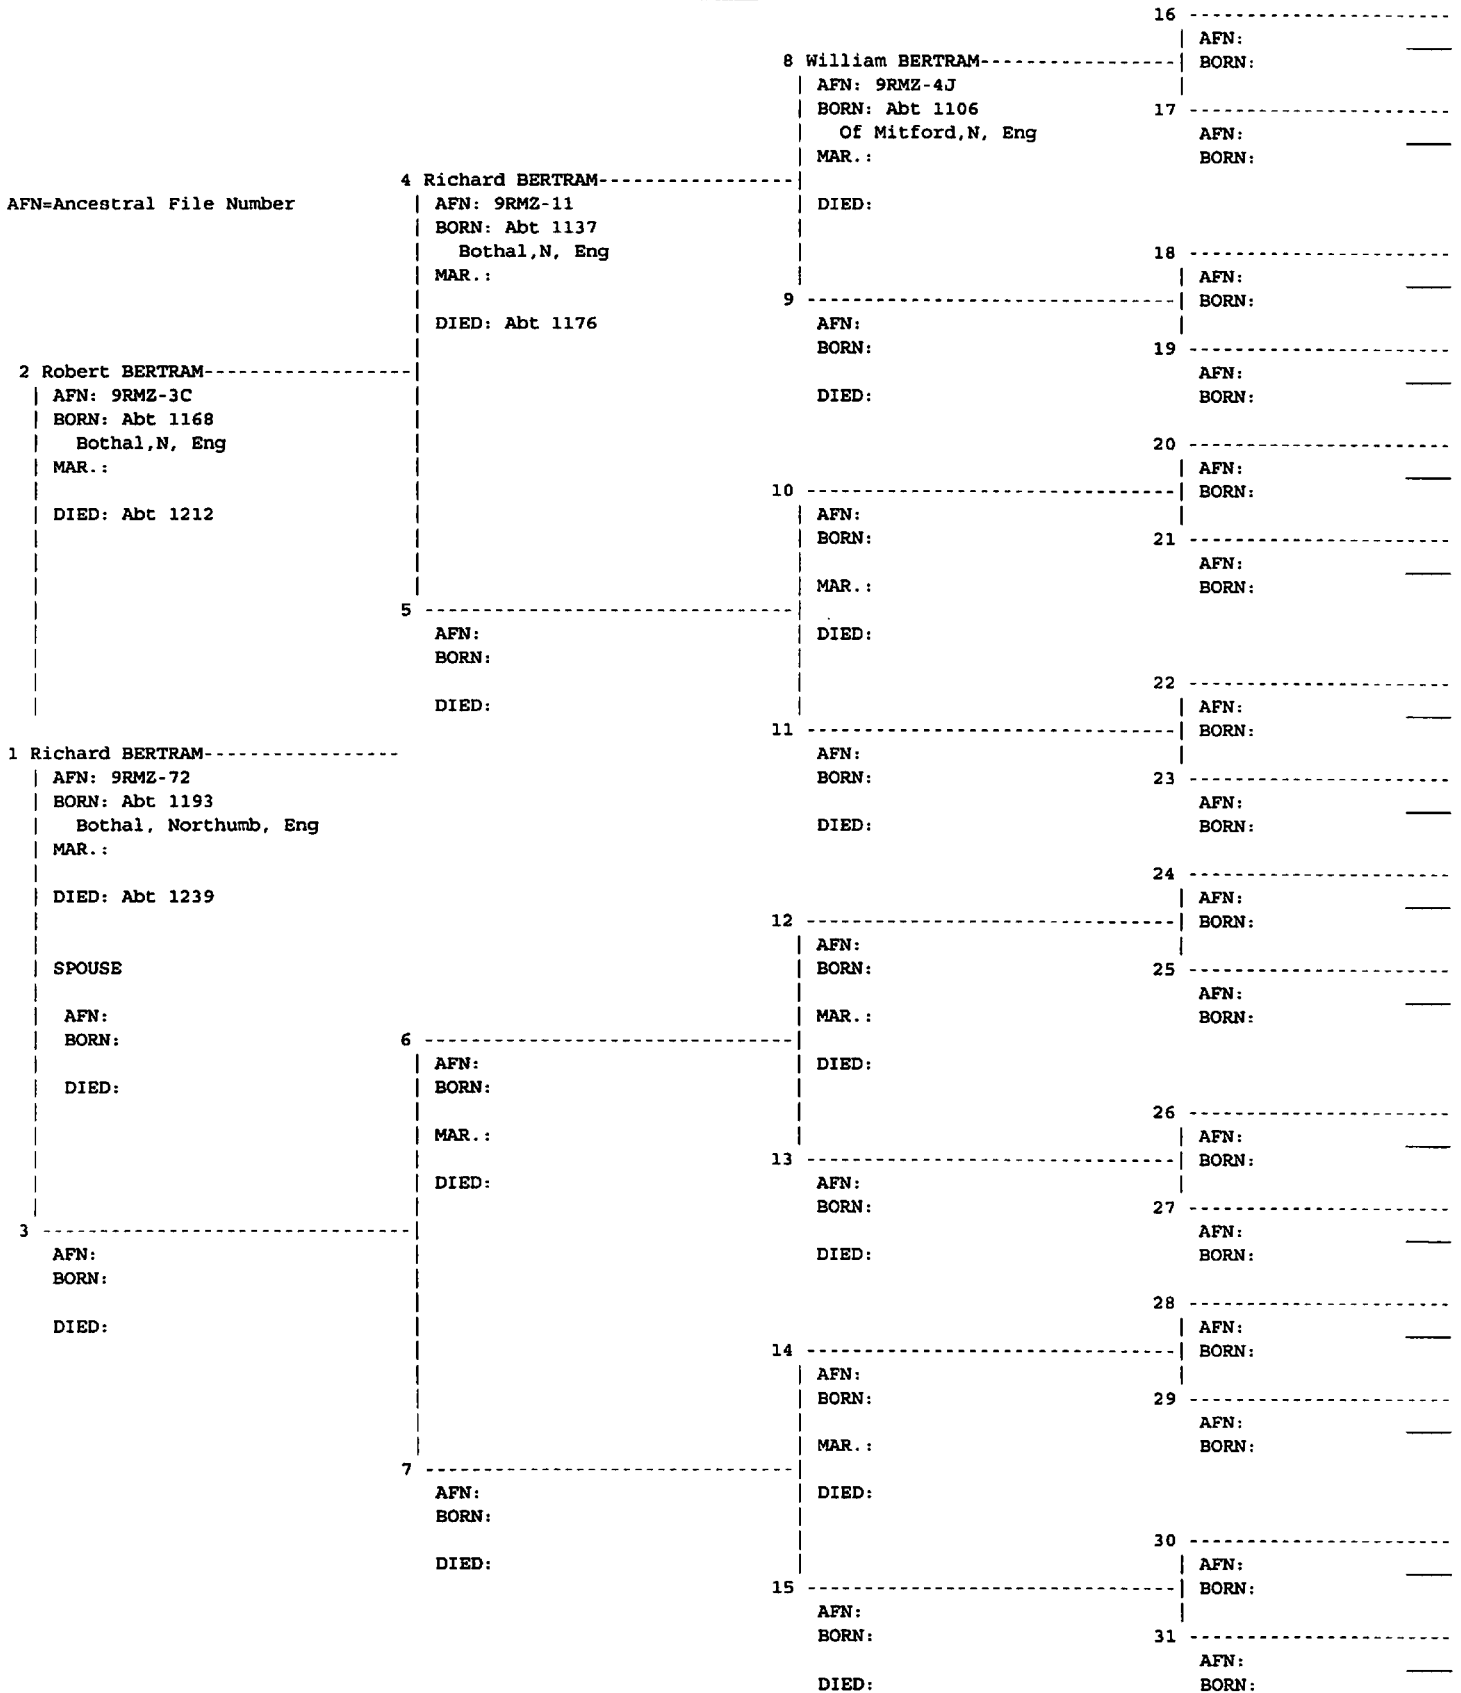 AFN=Ancestral File Number
1 Richard BERTRAM
AFN: 9RMZ-72
BORN: Abt 1193
Bothal, Northumb, Eng
MAR.:
DIED: Abt 1239
SPOUSE
AFN:
BORN:
DIED:
2 Robert BERTRAM
AFN: 9RMZ-3C
BORN: Abt 1168
Bothal,N, Eng
MAR.:
DIED: Abt 1212
3
AFN:
BORN:
DIED:
4 Richard BERTRAM
AFN: 9RMZ-11
BORN: Abt 1137
Bothal,N, Eng
MAR.:
DIED: Abt 1176
5
AFN:
BORN:
DIED:
6
AFN:
BORN:
MAR.:
DIED:
7
AFN:
BORN:
DIED:
8 William BERTRAM
AFN: 9RMZ-4J
BORN: Abt 1106
Of Mitford,N, Eng
MAR.:
DIED:
9
AFN:
BORN:
DIED:
10
AFN:
BORN:
MAR.:
DIED:
11
AFN:
BORN:
DIED:
12
AFN:
BORN:
MAR.:
DIED:
13
AFN:
BORN:
DIED:
14
AFN:
BORN:
MAR.:
DIED:
15
AFN:
BORN:
DIED:
16
AFN:
BORN:
17
AFN:
BORN:
18
AFN:
BORN:
19
AFN:
BORN:
20
AFN:
BORN:
21
AFN:
BORN:
22
AFN:
BORN:
23
AFN:
BORN:
24
AFN:
BORN:
25
AFN:
BORN:
26
AFN:
BORN:
27
AFN:
BORN:
28
AFN:
BORN:
29
AFN:
BORN:
30
AFN:
BORN:
31
AFN:
BORN: